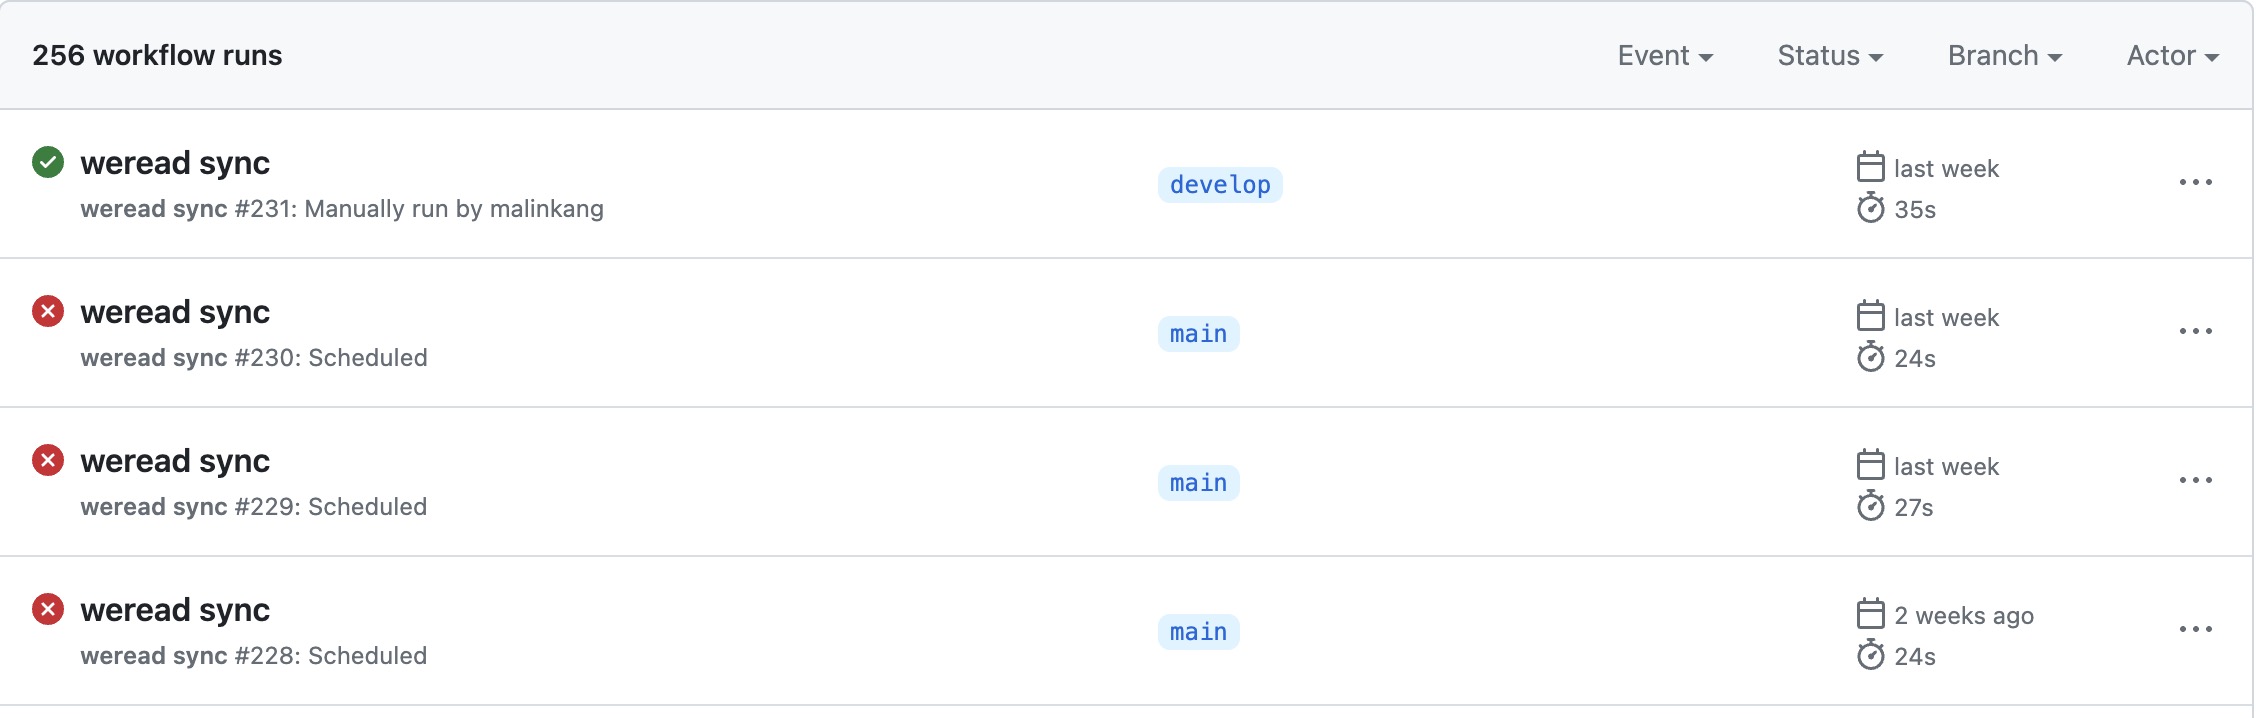 256 workflow runs
Event Status Branch Actor
weread sync
weread sync #231: Manually run by malinkang
develop
last week
35s
weread sync
weread sync #230: Scheduled
main
last week
24s
weread sync
weread sync #229: Scheduled
main
last week
27s
weread sync
weread sync #228: Scheduled
main
2 weeks ago
24s